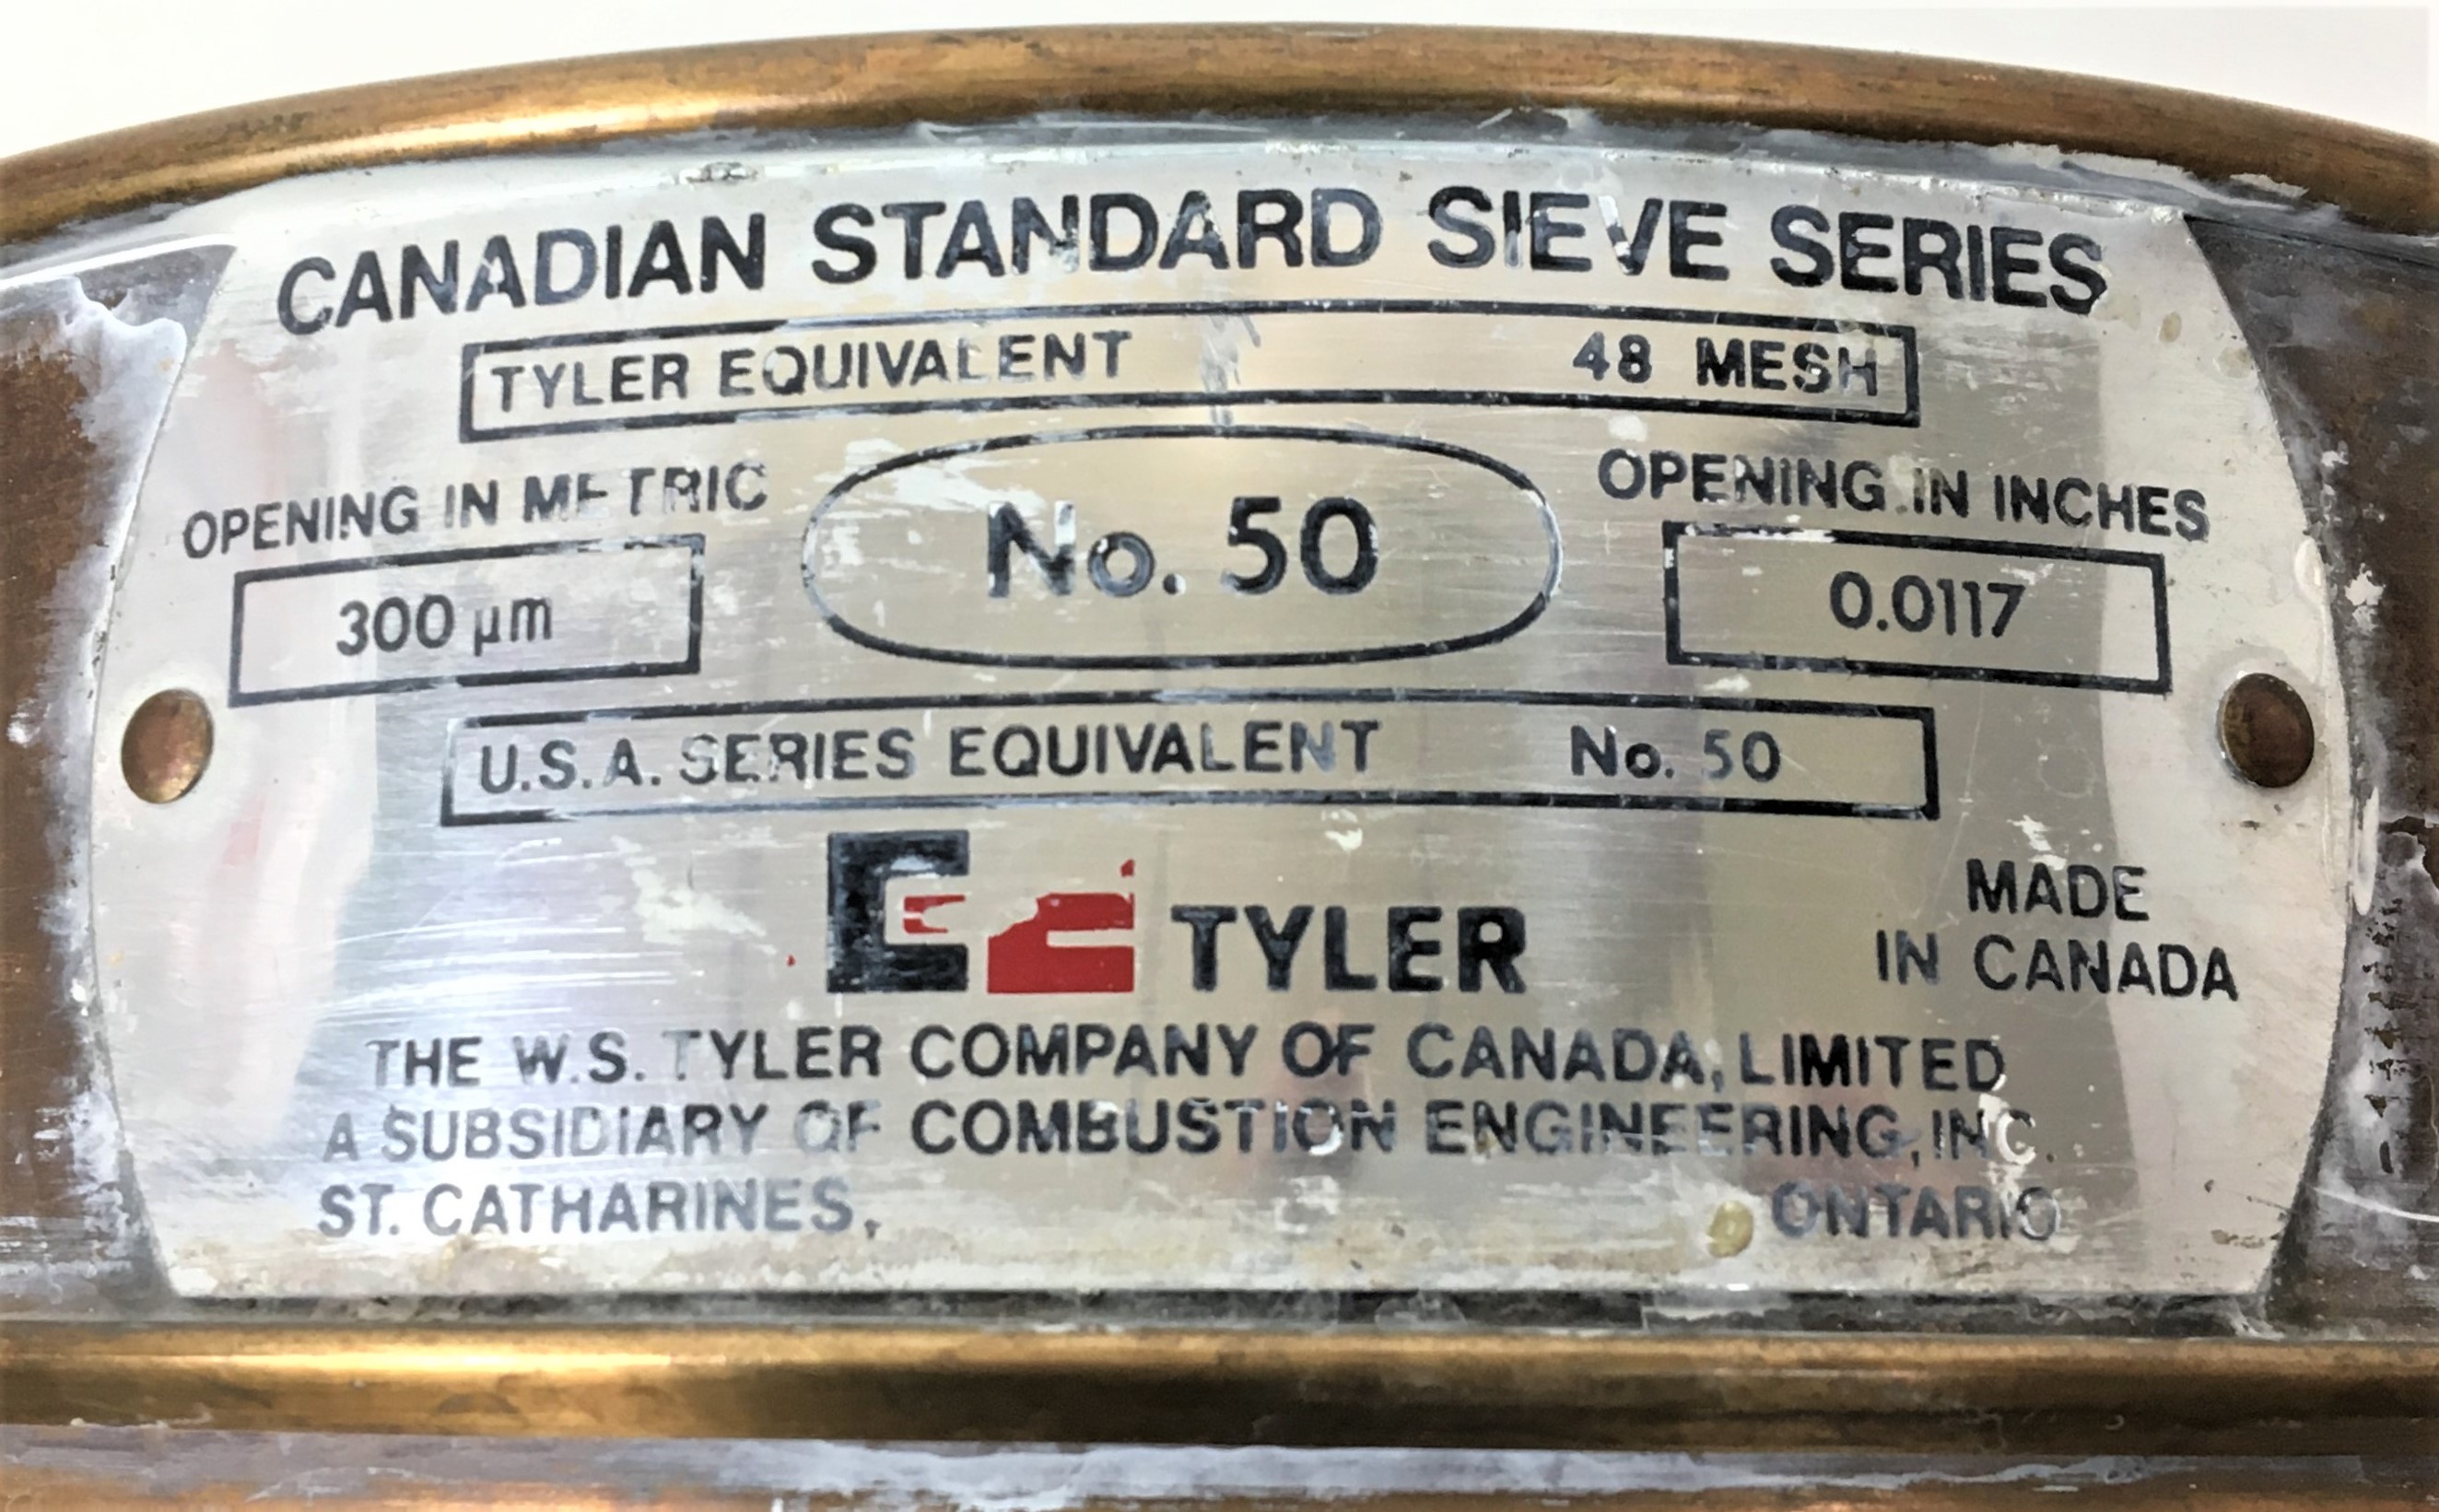 CANADIAN STANDARD SIEVE SERIES
TYLER EQUIVALENT 48 MESH
OPENING IN METRIC
300 µm
No. 50
OPENING IN INCHES
0.0117
U.S.A. SERIES EQUIVALENT No. 50
TYLER
MADE
IN CANADA
THE W.S. TYLER COMPANY OF CANADA, LIMITED
A SUBSIDIARY OF COMBUSTION ENGINEERING, INC.
ST. CATHARINES, ONTARIO